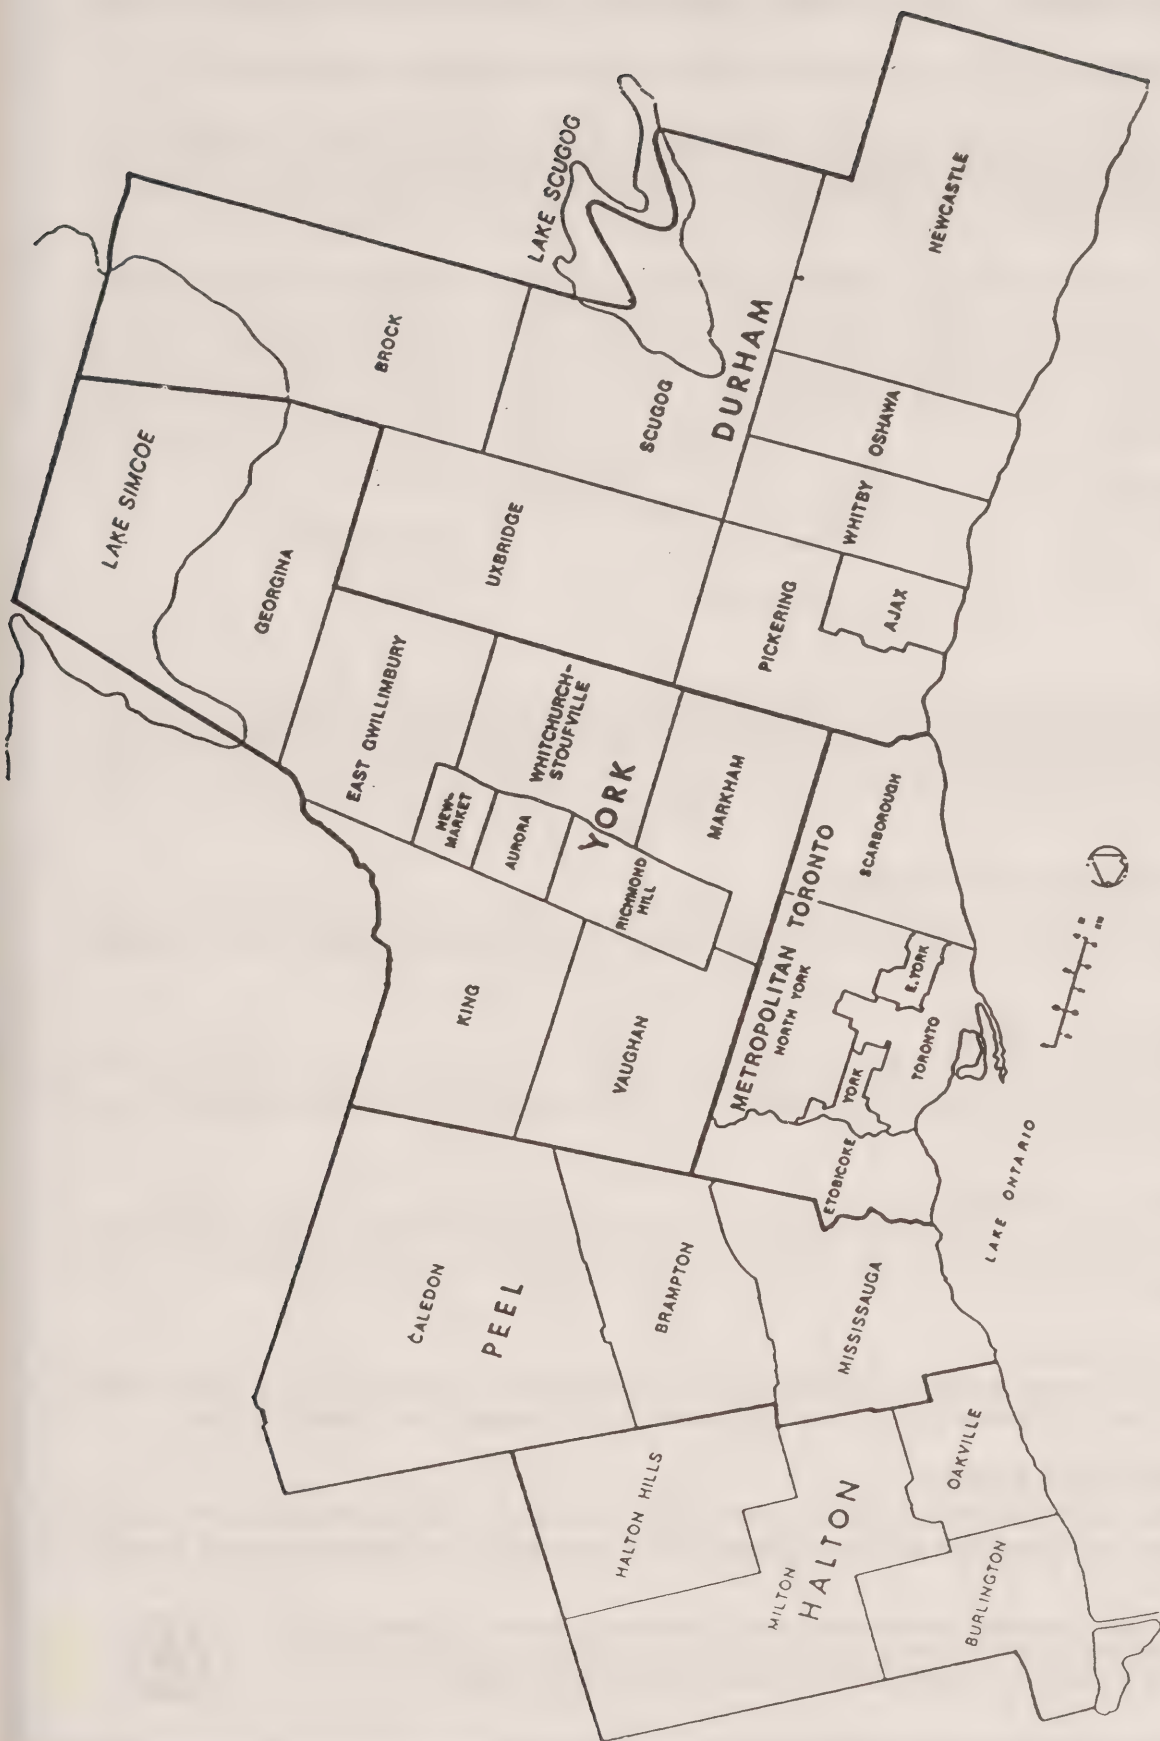 LAKE SIMCOE
GEORGINA
BROCK
LAKE SCUGOG
SCUGOG
UXBRIDGE
EAST GWILLIMBURY
NEW-
MARKET
AURORA
WHITCHURCH-
STOUFVILLE
YORK
KING
VAUGHAN
RICHMOND
HILL
MARKHAM
DURHAM
PICKERING
AJAX
WHITBY
OSHAWA
NEWCASTLE
METROPOLITAN TORONTO
NORTH YORK
SCARBOROUGH
E. YORK
YORK
TORONTO
ETOBICOKE
LAKE ONTARIO
CALEDON
PEEL
BRAMPTON
MISSISSAUGA
HALTON HILLS
MILTON
HALTON
OAKVILLE
BURLINGTON